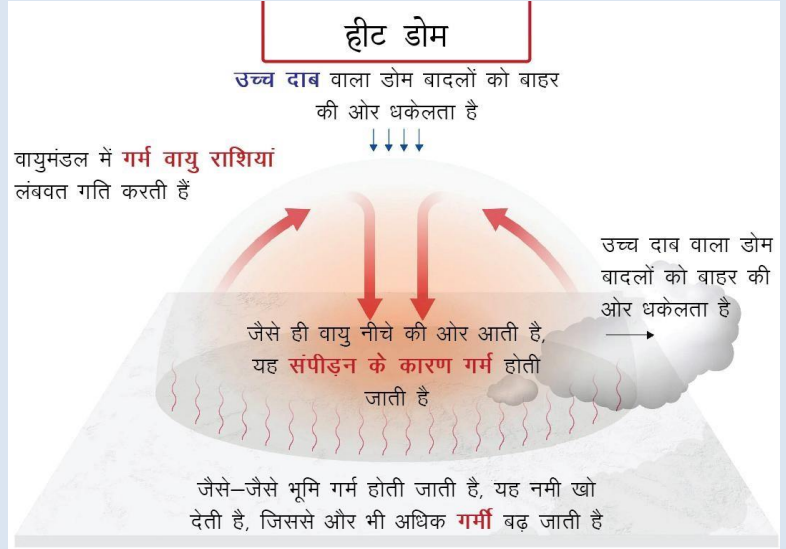 हीट डोम
उच्च दाब वाला डोम बादलों को बाहर
की ओर धकेलता है
वायुमंडल में गर्म वायु राशियां
लंबवत गति करती हैं
उच्च दाब वाला डोम
बादलों को बाहर की
ओर धकेलता है
जैसे ही वायु नीचे की ओर आती है,
यह संपीड़न के कारण गर्म होती
जाती है
जैसे–जैसे भूमि गर्म होती जाती है, यह नमी खो
देती है, जिससे और भी अधिक गर्मी बढ़ जाती है